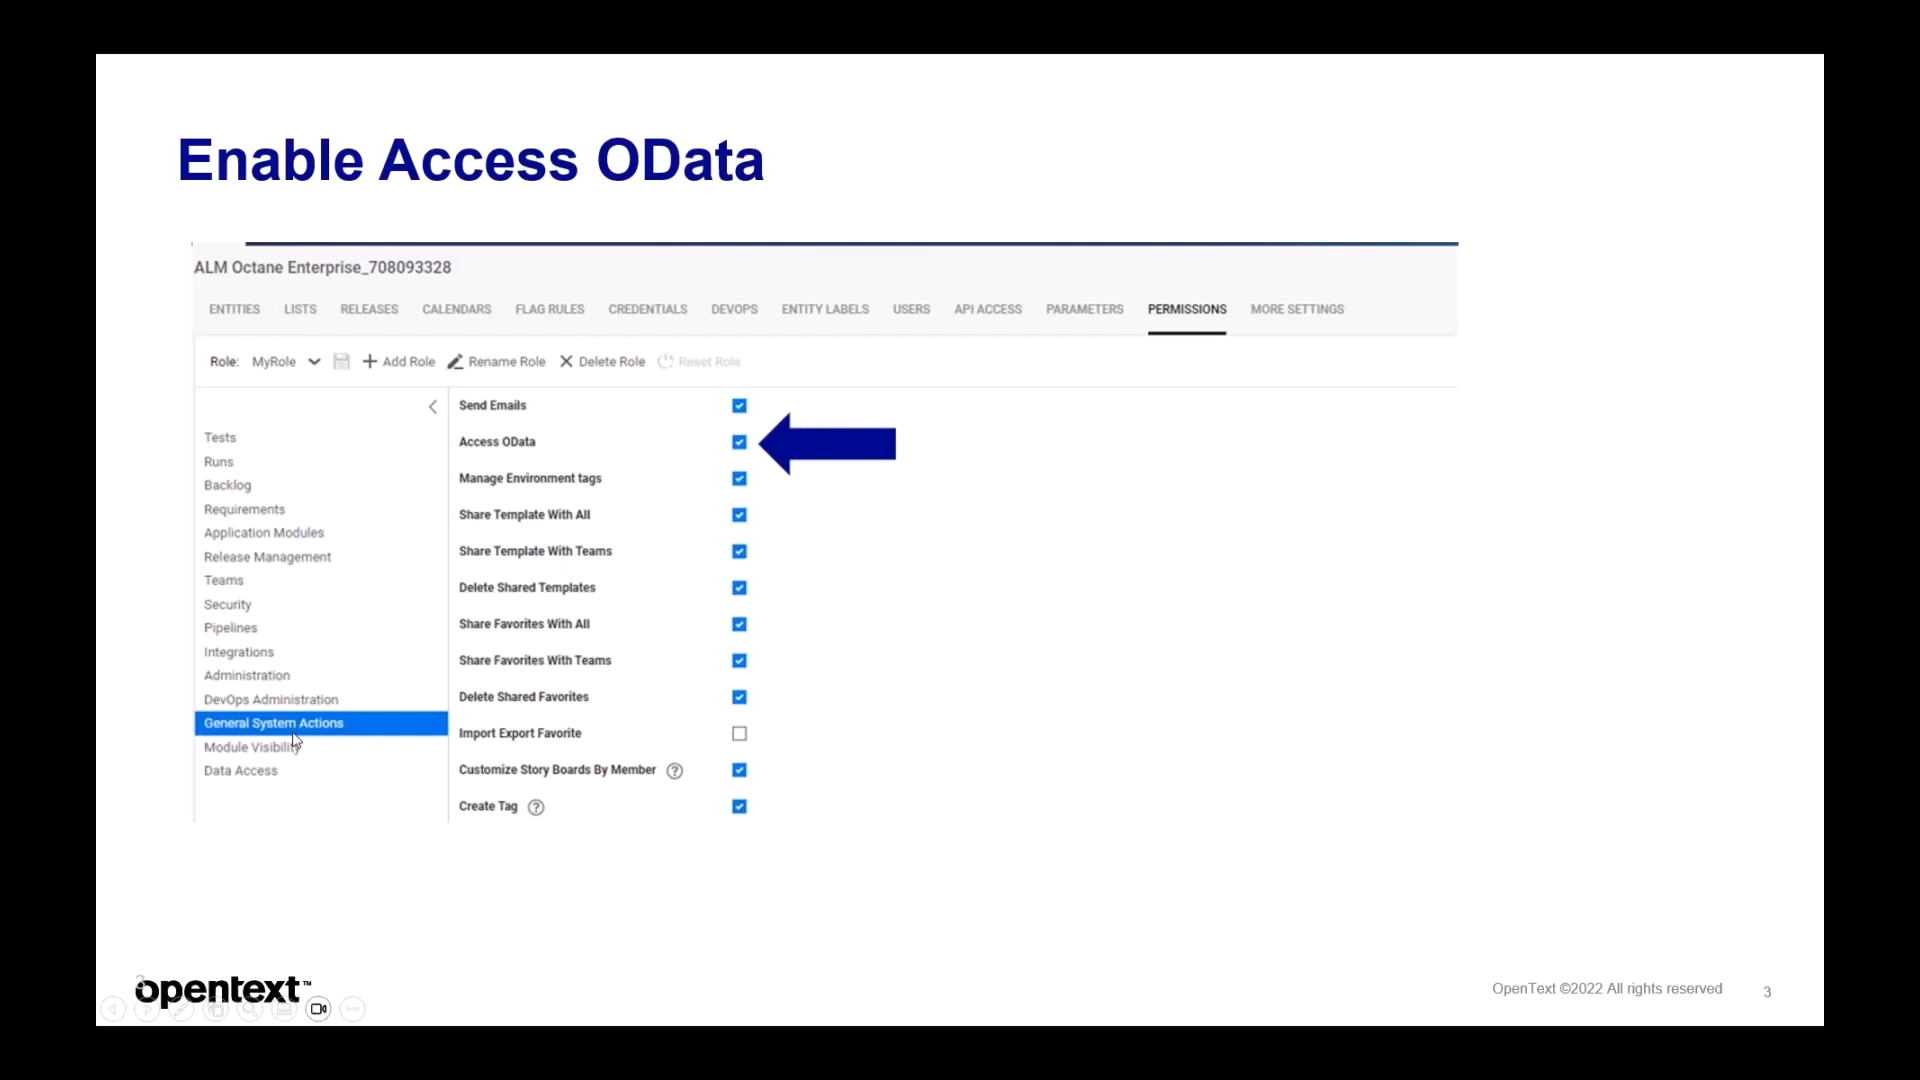 Enable Access OData
ALM Octane Enterprise_708093328
ENTITIES LISTS RELEASES CALENDARS FLAG RULES CREDENTIALS DEVOPS ENTITY LABELS USERS API ACCESS PARAMETERS PERMISSIONS MORE SETTINGS
Role: MyRole Add Role Rename Role Delete Role Reset Role
Tests
Runs
Backlog
Requirements
Application Modules
Release Management
Teams
Security
Pipelines
Integrations
Administration
DevOps Administration
General System Actions
Module Visibility
Data Access
Send Emails
Access OData
Manage Environment tags
Share Template With All
Share Template With Teams
Delete Shared Templates
Share Favorites With All
Share Favorites With Teams
Delete Shared Favorites
Import Export Favorite
Customize Story Boards By Member ?
Create Tag ?
3
opentext™
OpenText ©2022 All rights reserved
3